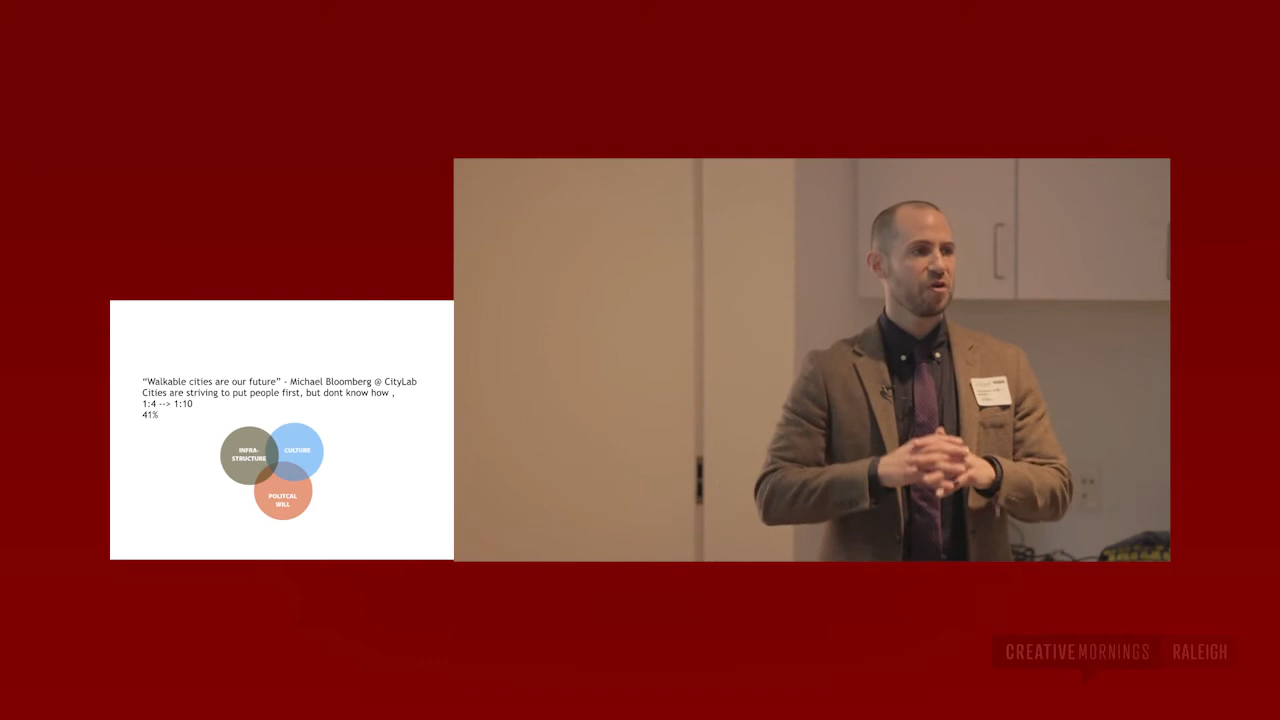 “Walkable cities are our future” - Michael Bloomberg @ CityLab
Cities are striving to put people first, but dont know how ,
1:4 --> 1:10
41%
INFRA-
STRUCTURE
CULTURE
POLITCAL
WILL
CREATIVEMORNINGS RALEIGH